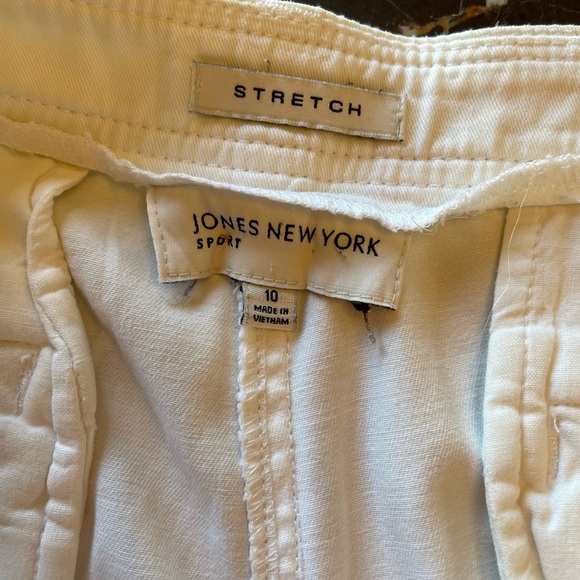 STRETCH
JONES NEW YORK
SPORT
10
MADE IN
VIETNAM